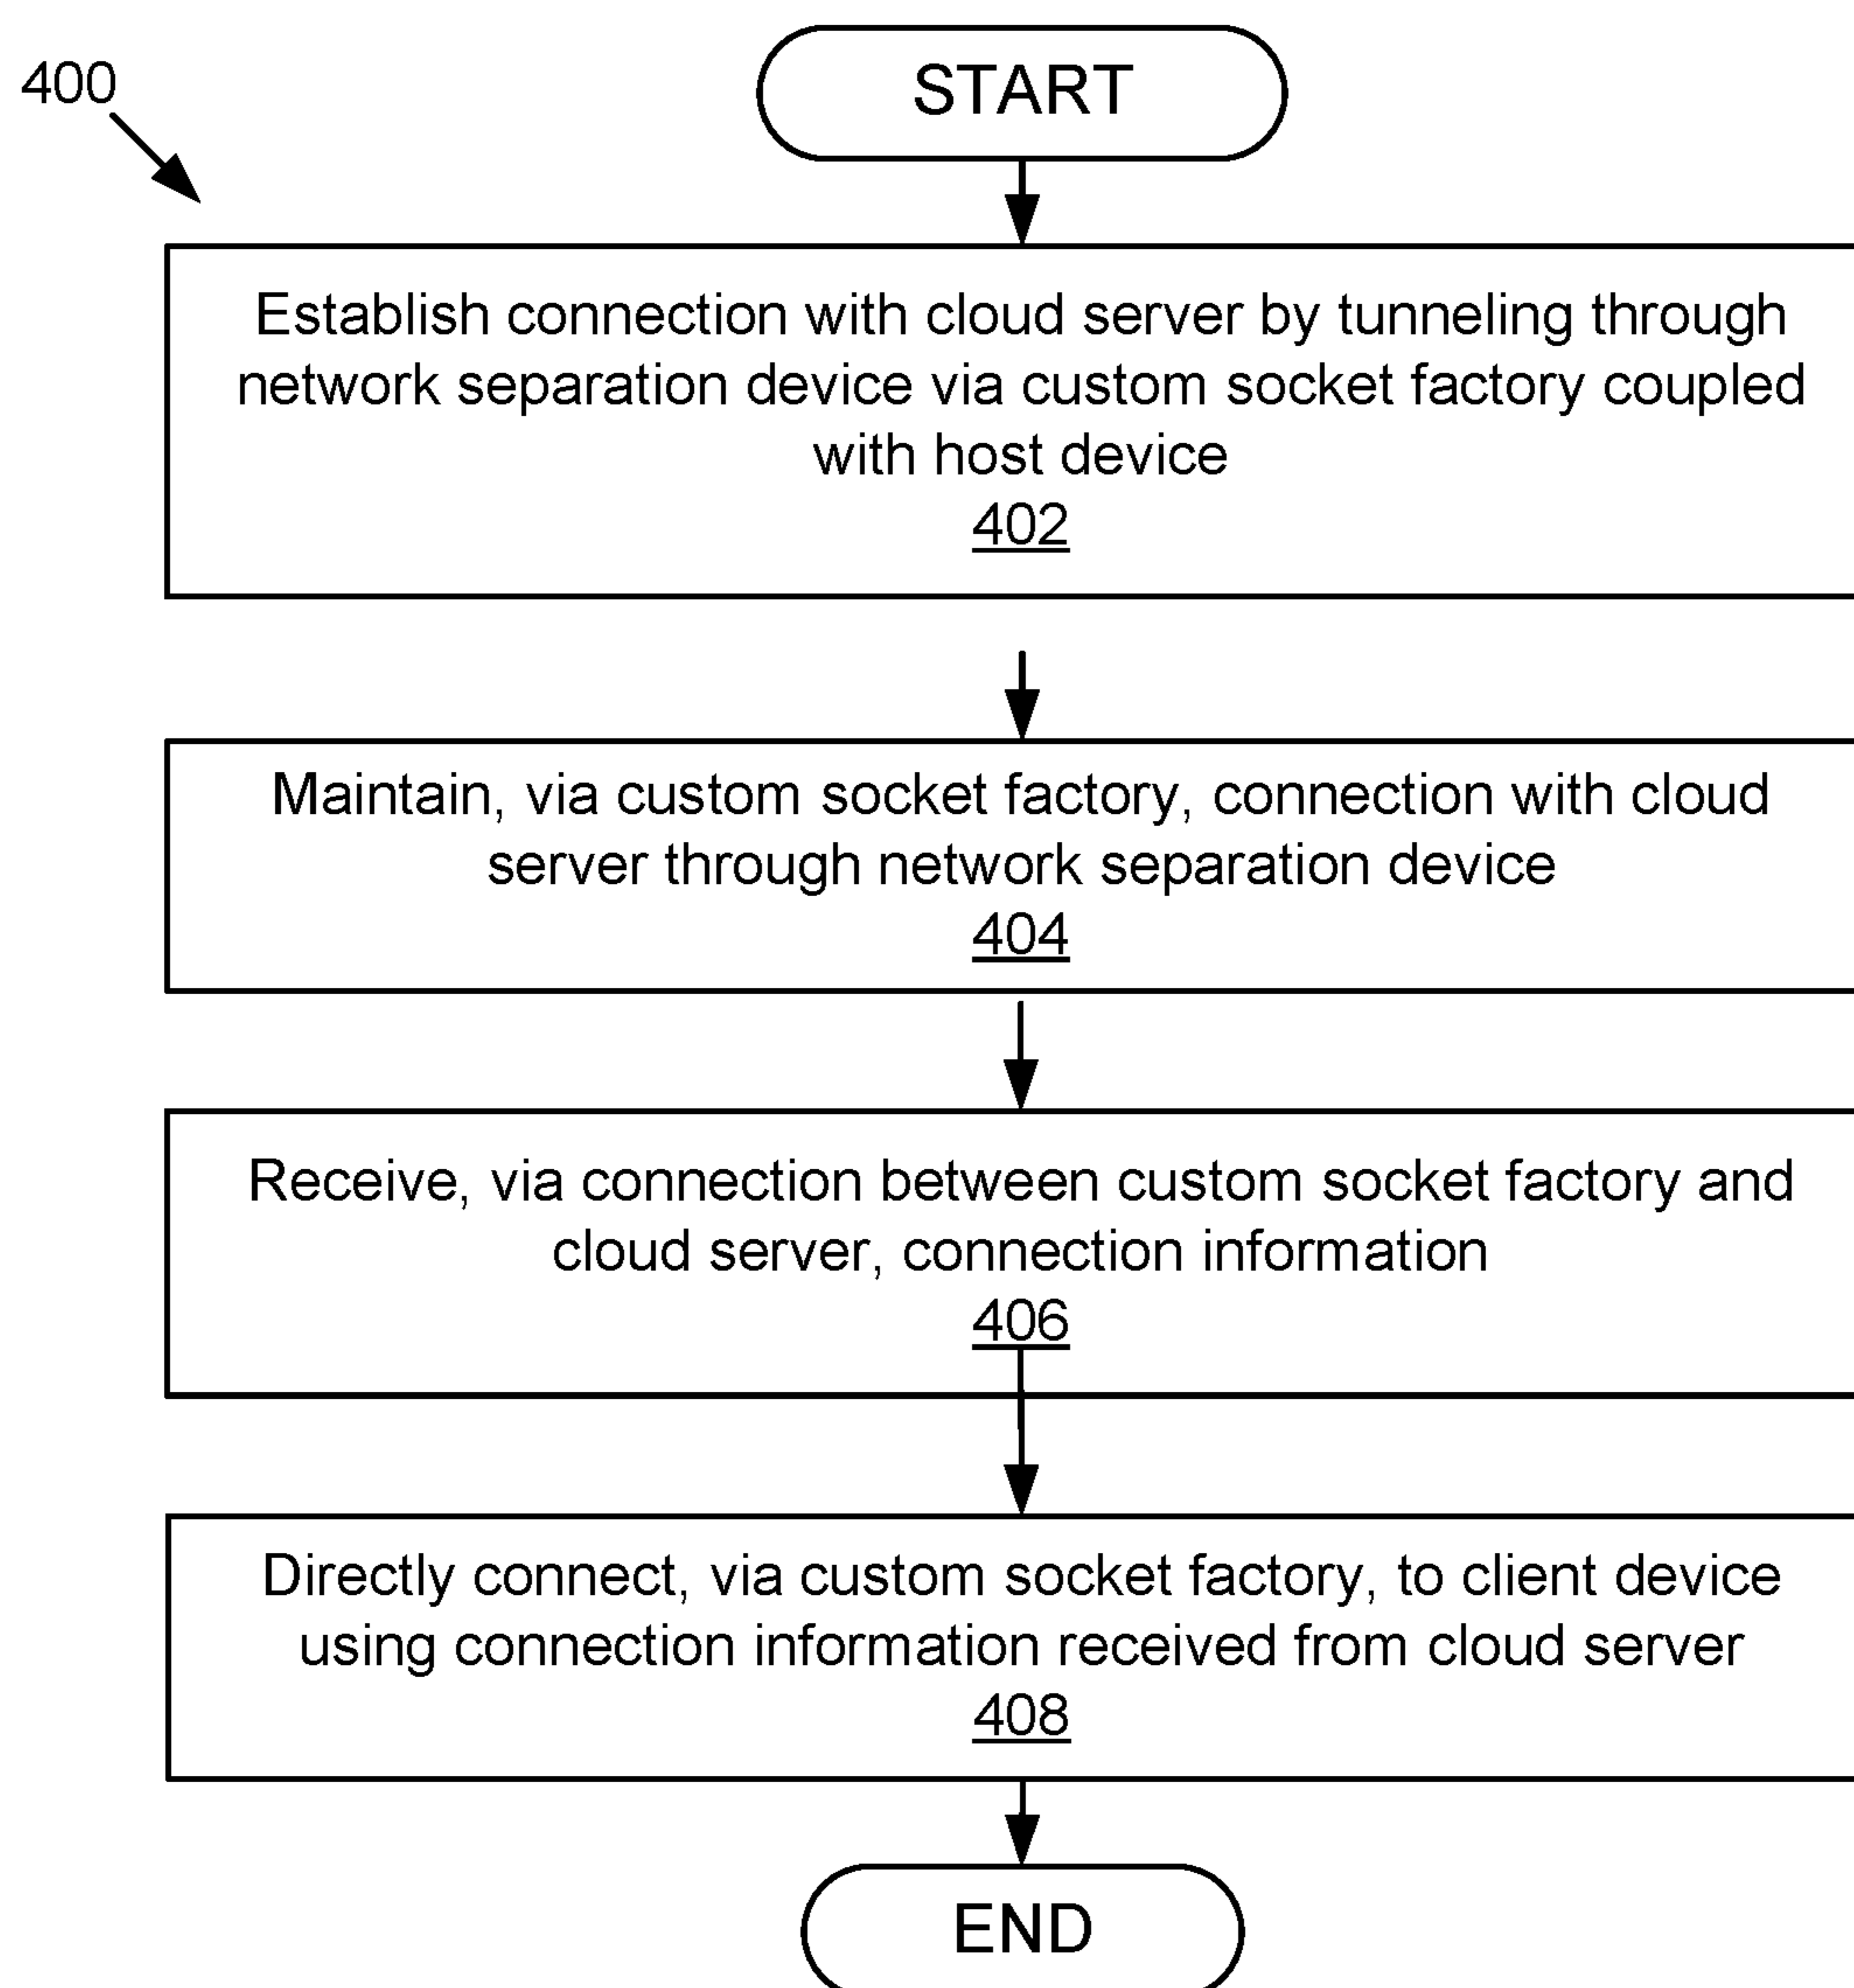 400
START
Establish connection with cloud server by tunneling through
network separation device via custom socket factory coupled
with host device
402
Maintain, via custom socket factory, connection with cloud
server through network separation device
404
Receive, via connection between custom socket factory and
cloud server, connection information
406
Directly connect, via custom socket factory, to client device
using connection information received from cloud server
408
END